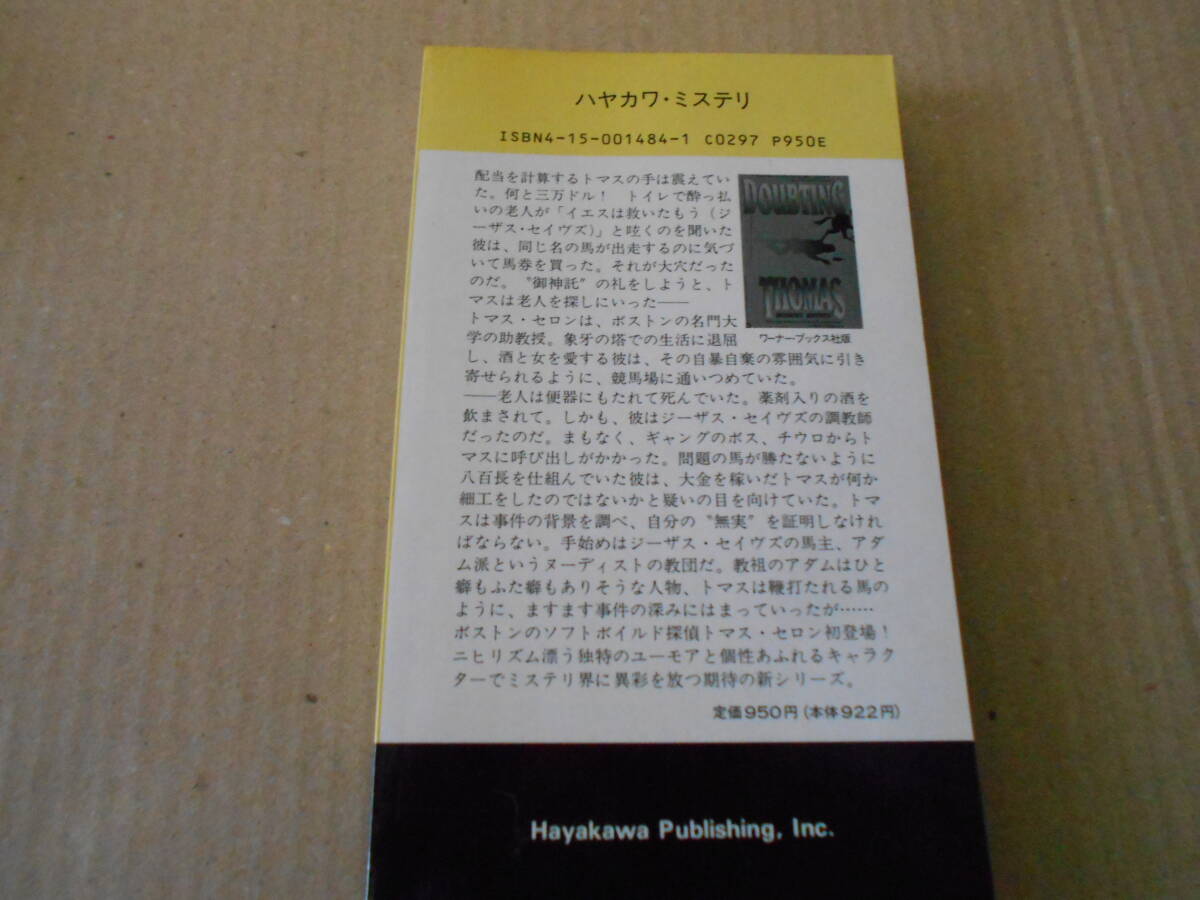 ハヤカワ・ミステリ
ISBN4-15-001484-1 C0297 P950E
配当を計算するトマスの手は震えてい
た。何と三万ドル！　トイレで酔っ払
いの老人が「イエスは救いたもう（ジ
ーザス・セイヴズ）」と呟くのを聞いた
彼は、同じ名の馬が出走するのに気づ
いて馬券を買った。それが大穴だった
のだ。〝御神託〟の礼をしようと、ト
マスは老人を探しにいった――
トマス・セロンは、ボストンの名門大
学の助教授。象牙の塔での生活に退屈
し、酒と女を愛する彼は、その自暴自棄の雰囲気に引き
寄せられるように、競馬場に通いつめていた。
――老人は便器にもたれて死んでいた。薬剤入りの酒を
飲まされて。しかも、彼はジーザス・セイヴズの調教師
だったのだ。まもなく、ギャングのボス、チウロからト
マスに呼び出しがかかった。問題の馬が勝たないように
八百長を仕組んでいた彼は、大金を稼いだトマスが何か
細工をしたのではないかと疑いの目を向けていた。トマ
スは事件の背景を調べ、自分の〝無実〟を証明しなけれ
ばならない。手始めはジーザス・セイヴズの馬主、アダ
ム派というヌーディストの教団だ。教祖のアダムはひと
癖もふた癖もありそうな人物、トマスは鞭打たれる馬の
ように、ますます事件の深みにはまっていったが……
ボストンのソフトボイルド探偵トマス・セロン初登場！
ニヒリズム漂う独特のユーモアと個性あふれるキャラク
ターでミステリ界に異彩を放つ期待の新シリーズ。
DOUBTING
THOMAS
ワーナー・ブックス社版
定価950円（本体922円）
Hayakawa Publishing, Inc.